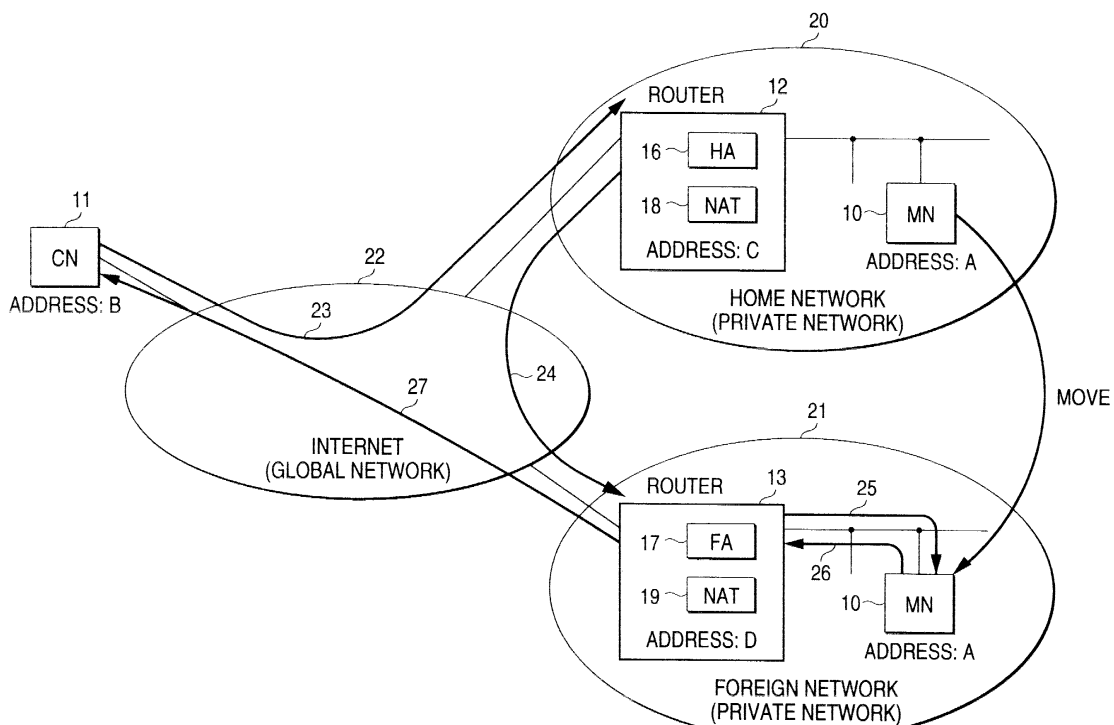 20
ROUTER
12
16
HA
18
NAT
10
MN
ADDRESS: C
ADDRESS: A
HOME NETWORK
(PRIVATE NETWORK)
11
CN
ADDRESS: B
22
23
24
27
INTERNET
(GLOBAL NETWORK)
MOVE
21
ROUTER
13
25
17
FA
26
19
NAT
10
MN
ADDRESS: D
ADDRESS: A
FOREIGN NETWORK
(PRIVATE NETWORK)